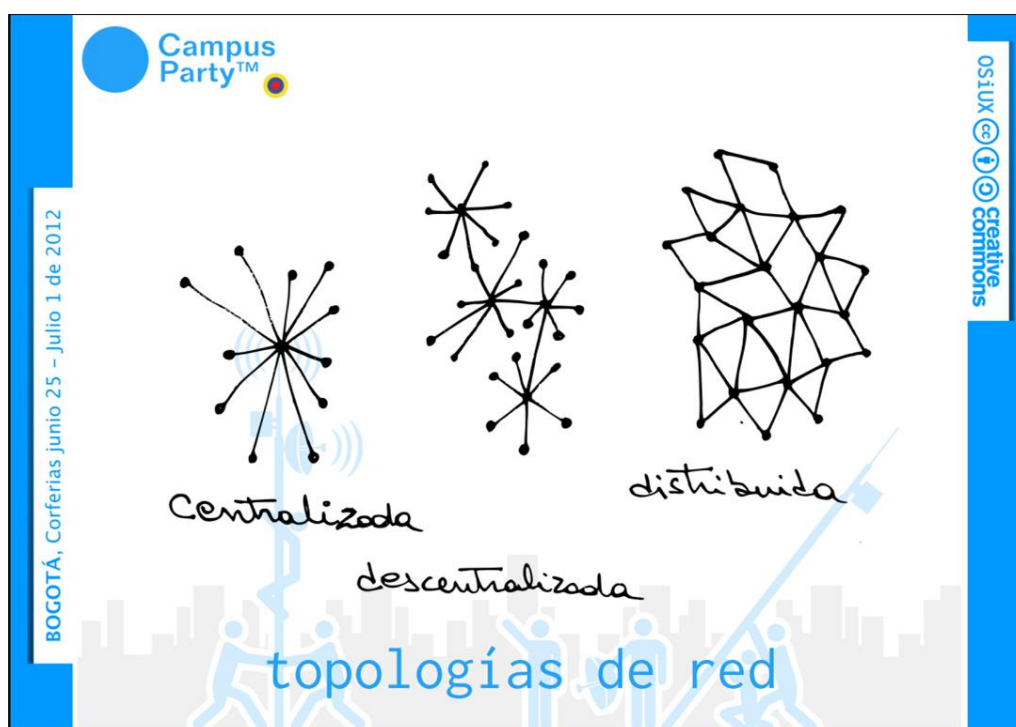 Campus
Party™
BOGOTÁ, Corferias junio 25 – Julio 1 de 2012
OSiUX cc creative
commons
centralizada
descentralizada
distribuida
topologías de red